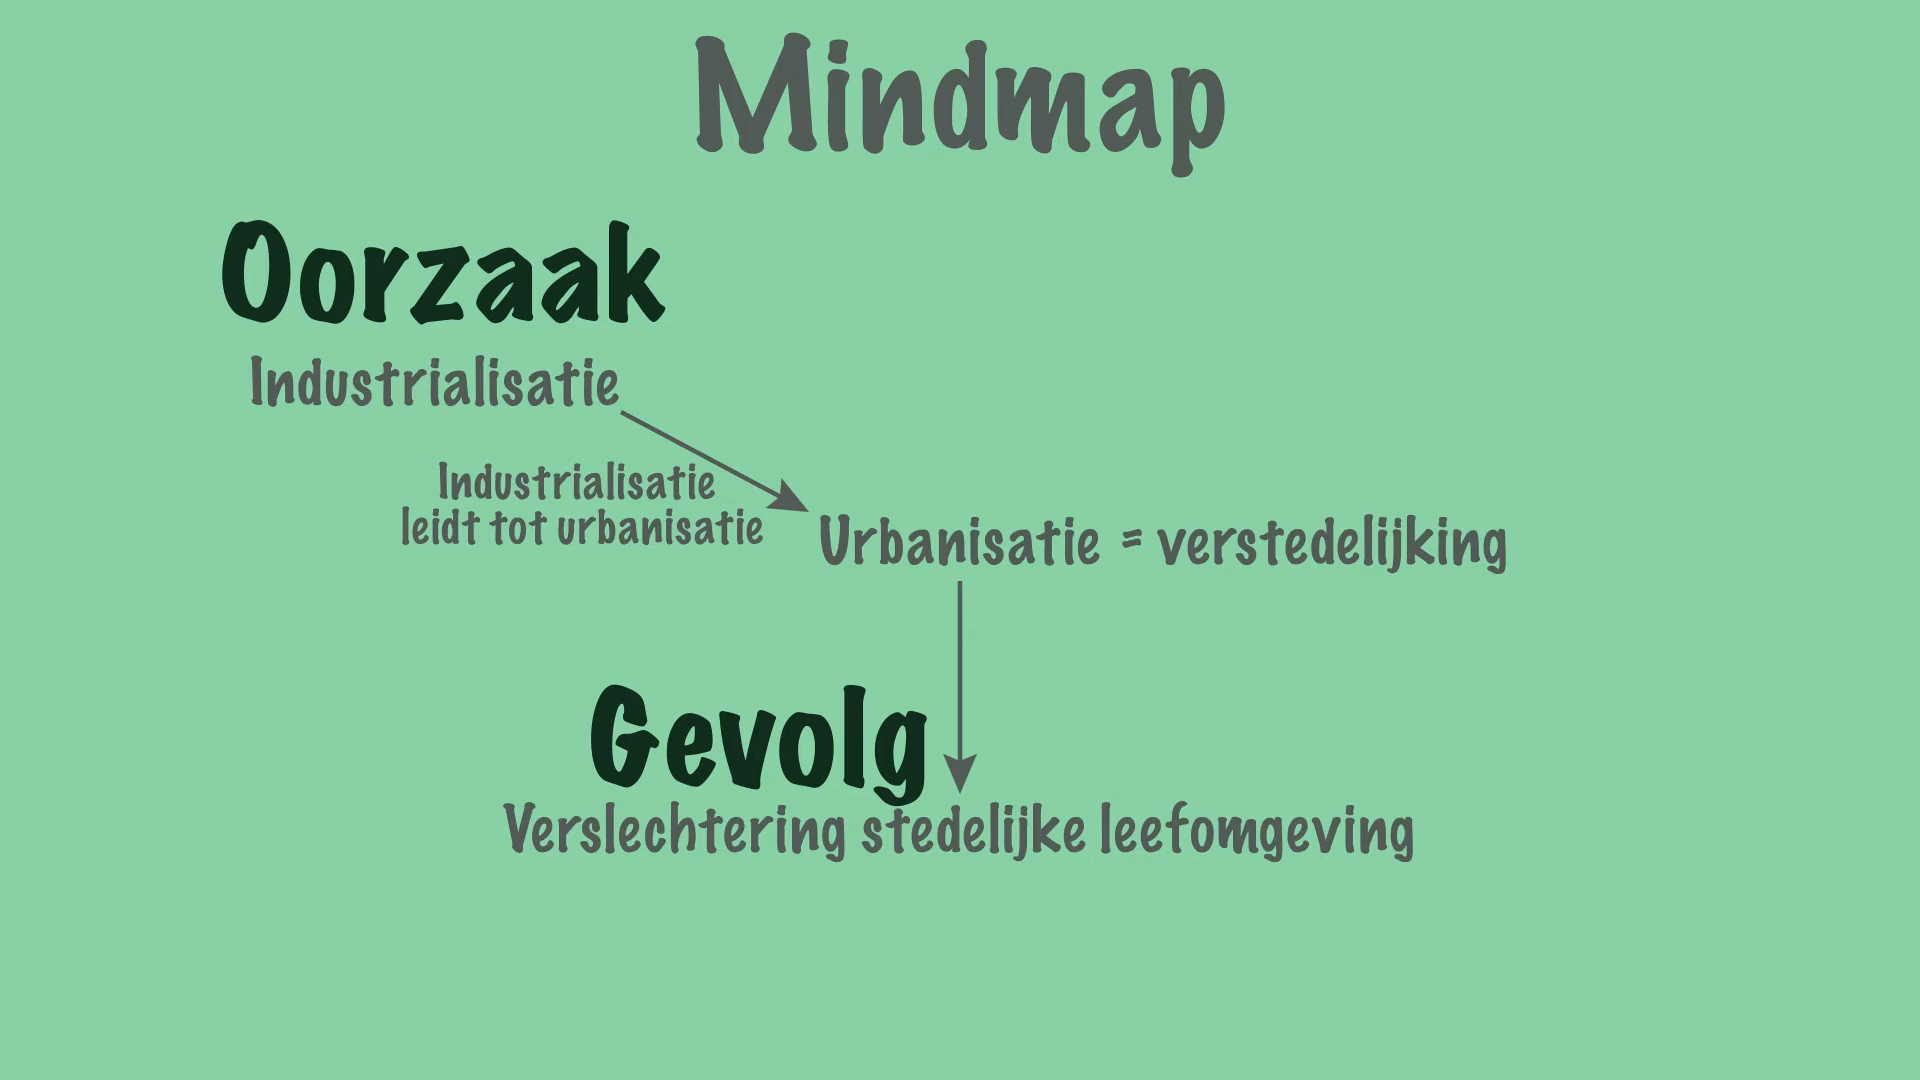 Mindmap
Oorzaak
Industrialisatie
Industrialisatie
leidt tot urbanisatie
Urbanisatie = verstedelijking
Gevolg
Verslechtering stedelijke leefomgeving